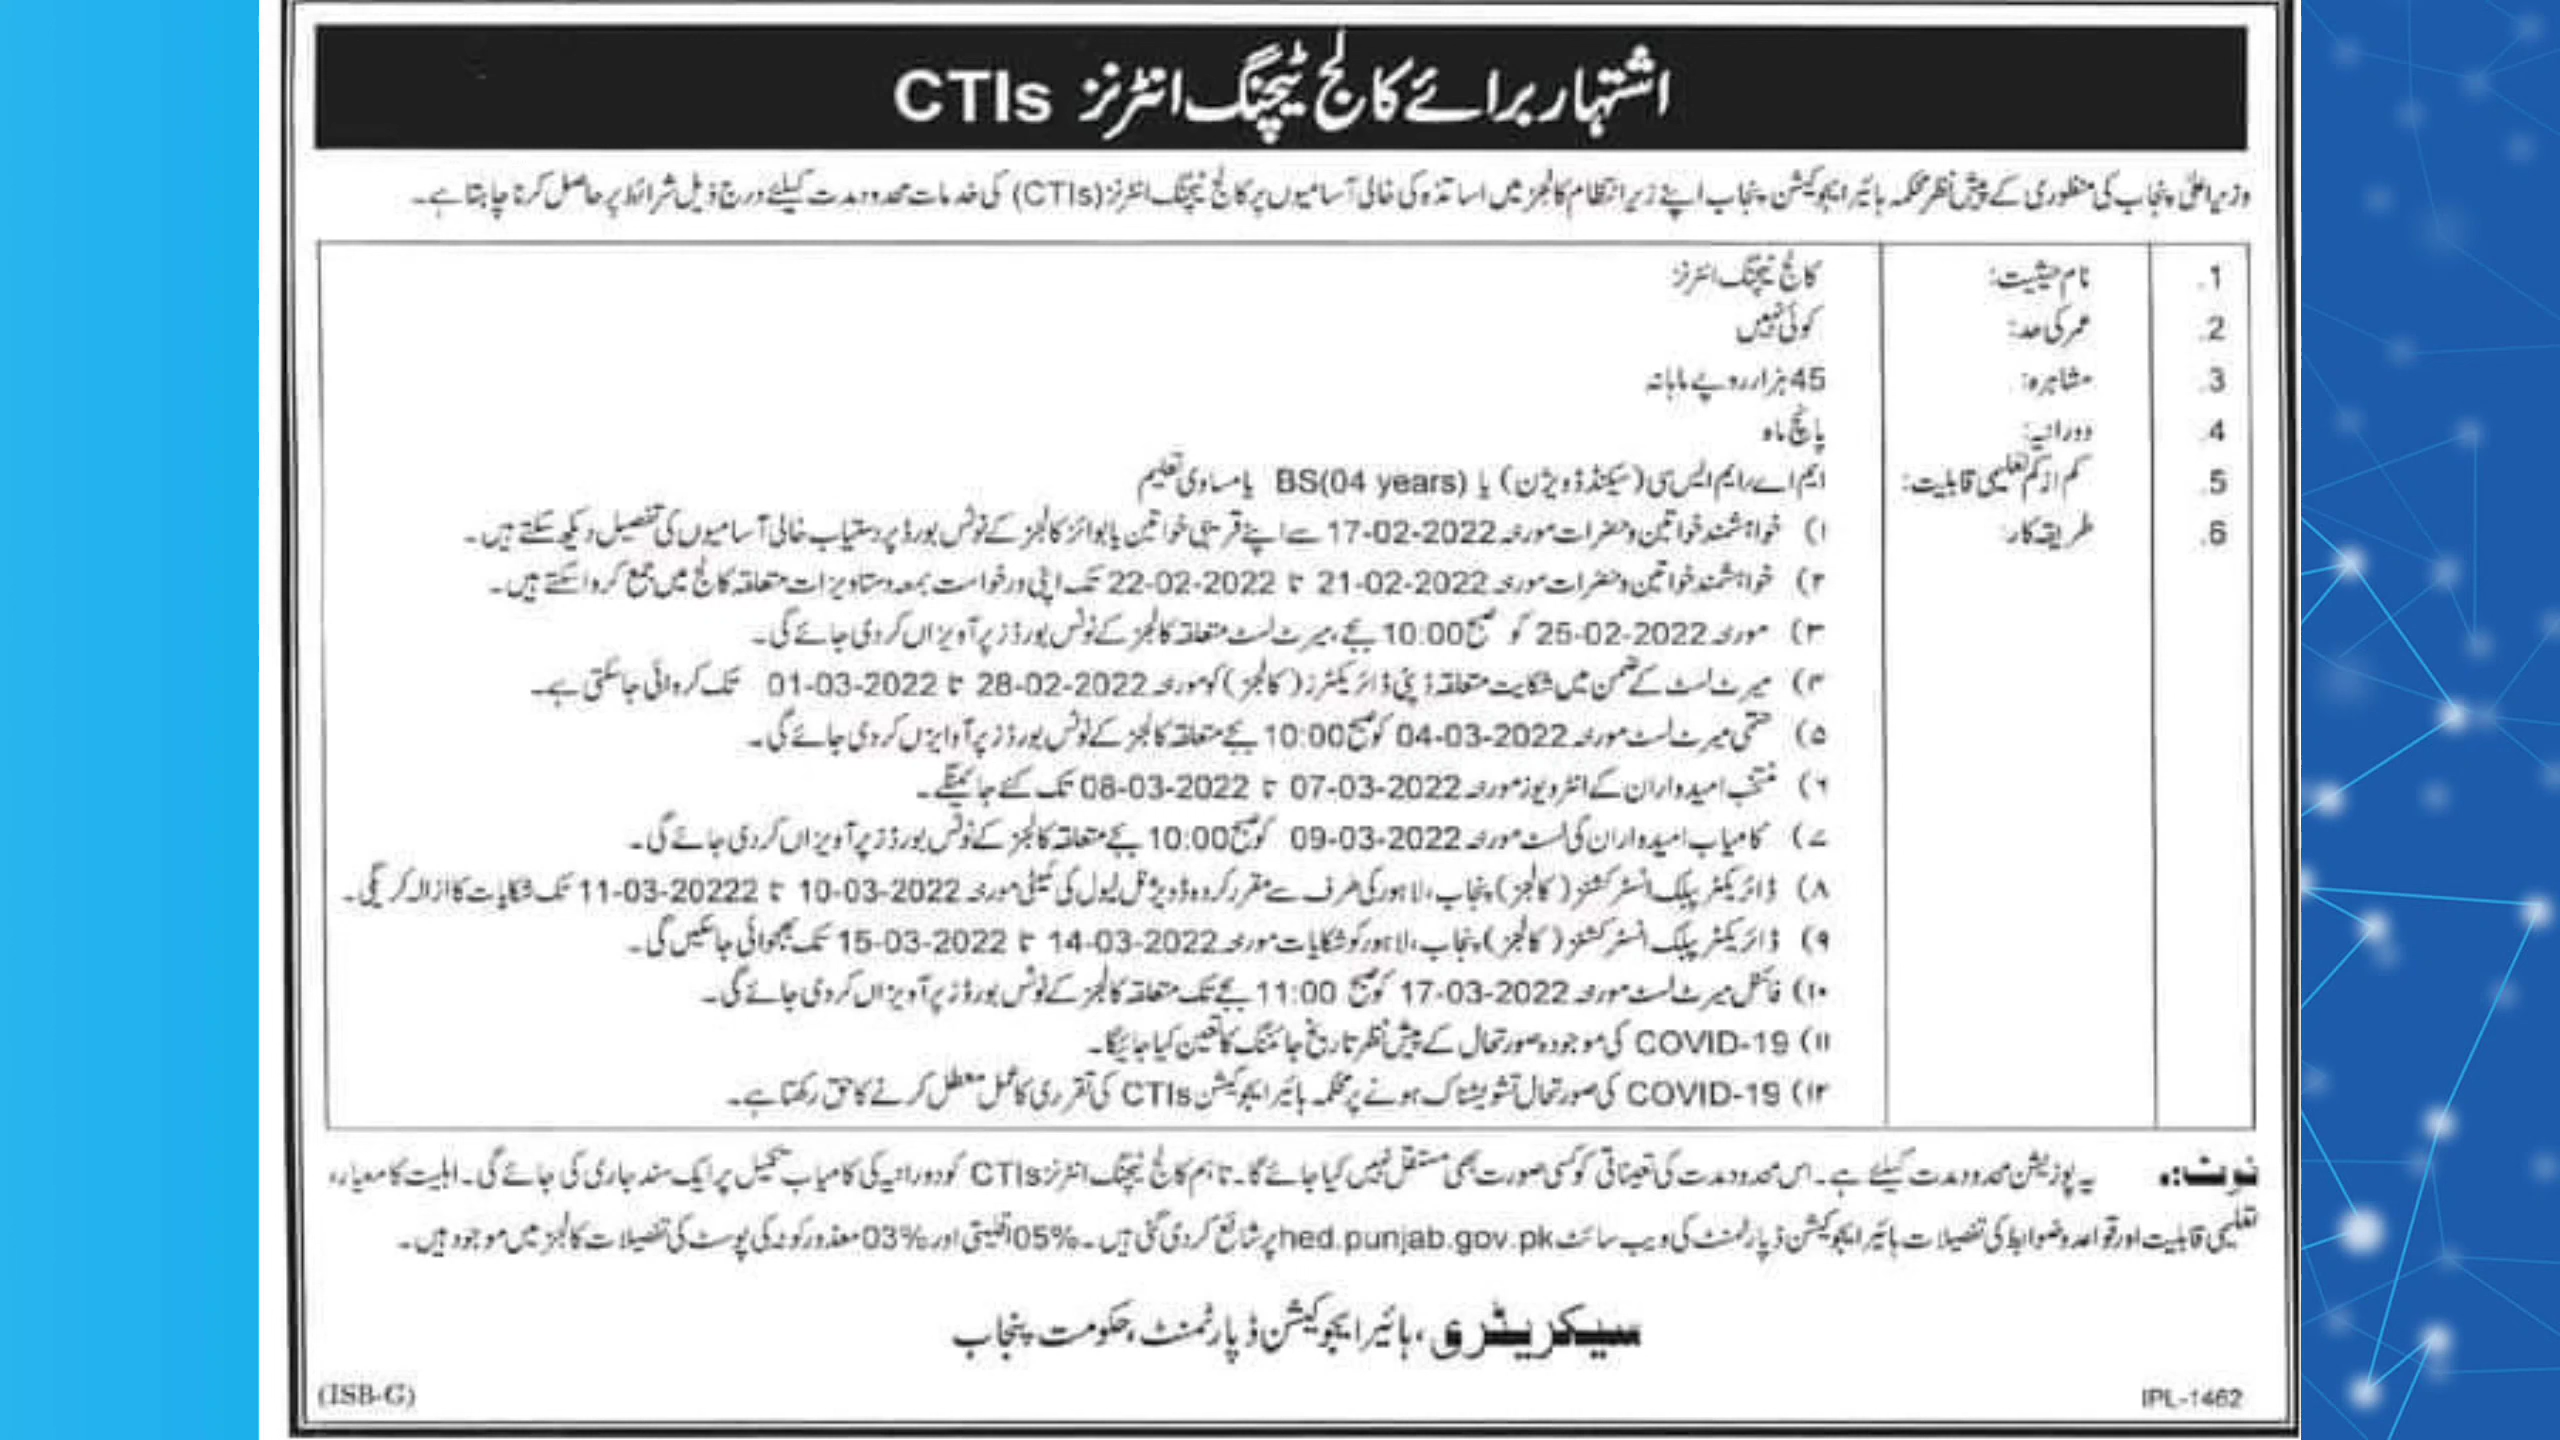 اشتہار برائے کالج ٹیچنگ انٹرنز CTIs
وزیراعلیٰ پنجاب کی منظوری کے پیش نظر محکمہ ہائیر ایجوکیشن پنجاب اپنے زیر انتظام کالجز میں اساتذہ کی خالی آسامیوں پر کالج ٹیچنگ انٹرنز (CTIs) کی خدمات محدود مدت کیلئے درج ذیل شرائط پر حاصل کرنا چاہتا ہے۔
1. نام حیثیت: کالج ٹیچنگ انٹرنز
2. عمر کی حد: کوئی نہیں
3. مشاہرہ: 45 ہزار روپے ماہانہ
4. دورانیہ: پانچ ماہ
5. کم از کم تعلیمی قابلیت: ایم اے/ایم ایس سی (سیکنڈ ڈویژن) یا BS(04 years) یا مساوی تعلیم
6. طریقہ کار: ۱) خواہشمند خواتین و حضرات مورخہ 17-02-2022 سے اپنے قریبی خواتین یا بوائز کالجز کے نوٹس بورڈ پر دستیاب خالی آسامیوں کی تفصیل دیکھ سکتے ہیں۔
۲) خواہشمند خواتین و حضرات مورخہ 21-02-2022 تا 22-02-2022 تک اپنی درخواست بمعہ دستاویزات متعلقہ کالج میں جمع کروا سکتے ہیں۔
۳) مورخہ 25-02-2022 کو صبح 10:00 بجے، میرٹ لسٹ متعلقہ کالجز کے نوٹس بورڈز پر آویزاں کر دی جائے گی۔
۴) میرٹ لسٹ کے ضمن میں شکایت متعلقہ ڈپٹی ڈائریکٹرز (کالجز) کو مورخہ 28-02-2022 تا 01-03-2022 تک کروائی جاسکتی ہے۔
۵) حتمی میرٹ لسٹ مورخہ 04-03-2022 کو صبح 10:00 بجے متعلقہ کالجز کے نوٹس بورڈز پر آوایزں کر دی جائے گی۔
۶) منتخب امیدواران کے انٹرویوز مورخہ 07-03-2022 تا 08-03-2022 تک کئے جائینگے۔
۷) کامیاب امیدواران کی لسٹ مورخہ 09-03-2022 کو صبح 10:00 بجے متعلقہ کالجز کے نوٹس بورڈز پر آویزاں کر دی جائے گی۔
۸) ڈائریکٹر پبلک انسٹرکشنز (کالجز) پنجاب، لاہور کی طرف سے مقرر کردہ ڈویژنل لیول کی کمیٹی مورخہ 10-03-2022 تا 11-03-20222 تک شکایات کا ازالہ کریگی۔
۹) ڈائریکٹر پبلک انسٹرکشنز (کالجز) پنجاب، لاہور کو شکایات مورخہ 14-03-2022 تا 15-03-2022 تک بھجوائی جاسکیں گی۔
۱۰) فائنل میرٹ لسٹ مورخہ 17-03-2022 کو صبح 11:00 بجے تک متعلقہ کالجز کے نوٹس بورڈز پر آویزاں کر دی جائے گی۔
۱۱) COVID-19 کی موجودہ صورتحال کے پیش نظر تاریخ جائننگ کا تعین کیا جائیگا۔
۱۲) COVID-19 کی صورتحال تشویشناک ہونے پر محکمہ ہائیر ایجوکیشن CTIs کی تقرری کا عمل معطل کرنے کا حق رکھتا ہے۔
نوٹ:۔ یہ پوزیشن محدود مدت کیلئے ہے۔ اس محدود مدت کی تعیناتی کو کسی صورت بھی مستقل نہیں کیا جائے گا۔ تاہم کالج ٹیچنگ انٹرنز CTIs کو دورانیہ کی کامیاب تکمیل پر ایک سند جاری کی جائے گی۔ اہلیت کا معیار،
تعلیمی قابلیت اور قواعد و ضوابط کی تفصیلات ہائیر ایجوکیشن ڈیپارٹمنٹ کی ویب سائٹ hed.punjab.gov.pk پر شائع کر دی گئی ہیں۔ 05% اقلیتی اور 03% معذور کوٹہ کی پوسٹ کی تفصیلات کالجز میں موجود ہیں۔
سیکریٹری، ہائیر ایجوکیشن ڈیپارٹمنٹ، حکومت پنجاب
IPL-1462
(ISB-G)